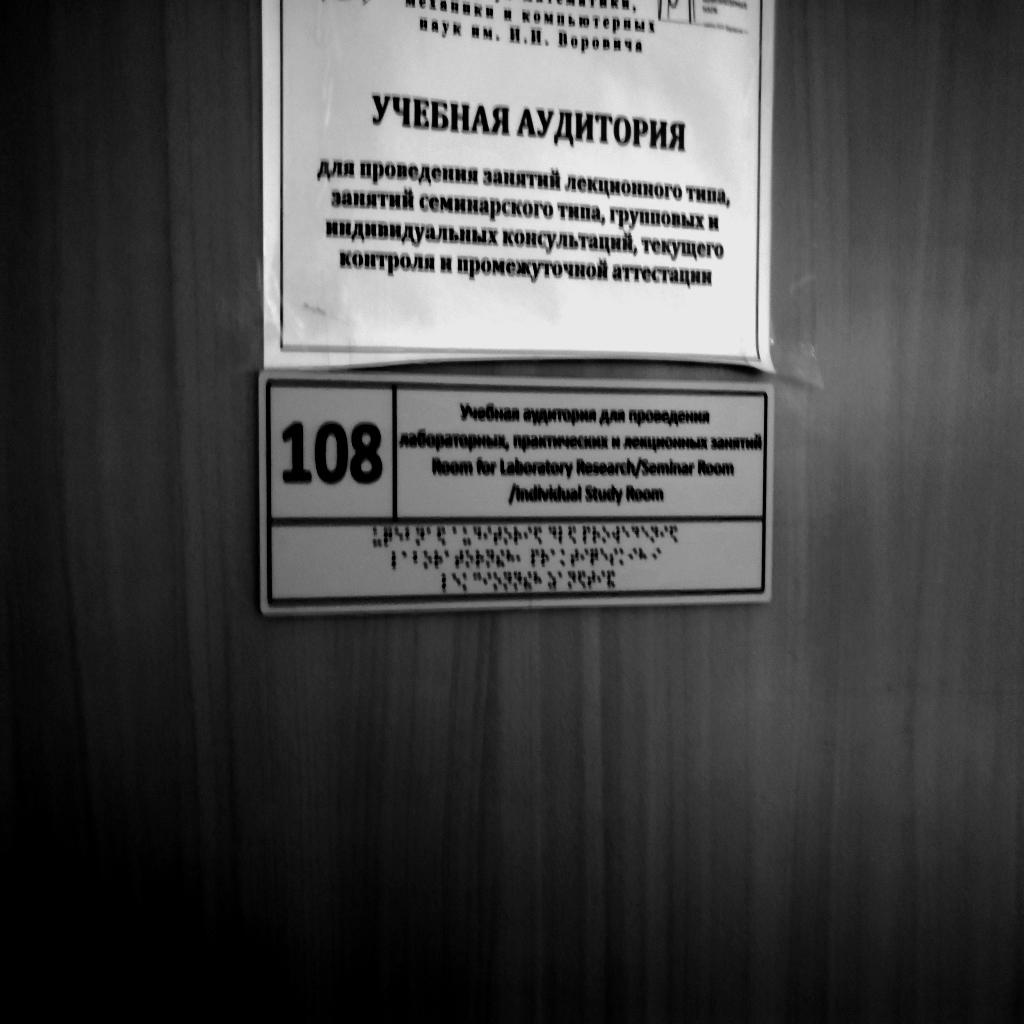 математики,
механики и компьютерных
наук им. И.И. Воровича
УЧЕБНАЯ АУДИТОРИЯ
для проведения занятий лекционного типа,
занятий семинарского типа, групповых и
индивидуальных консультаций, текущего
контроля и промежуточной аттестации
108
Учебная аудитория для проведения
лабораторных, практических и лекционных занятий
Room for Laboratory Research/Seminar Room
/Individual Study Room